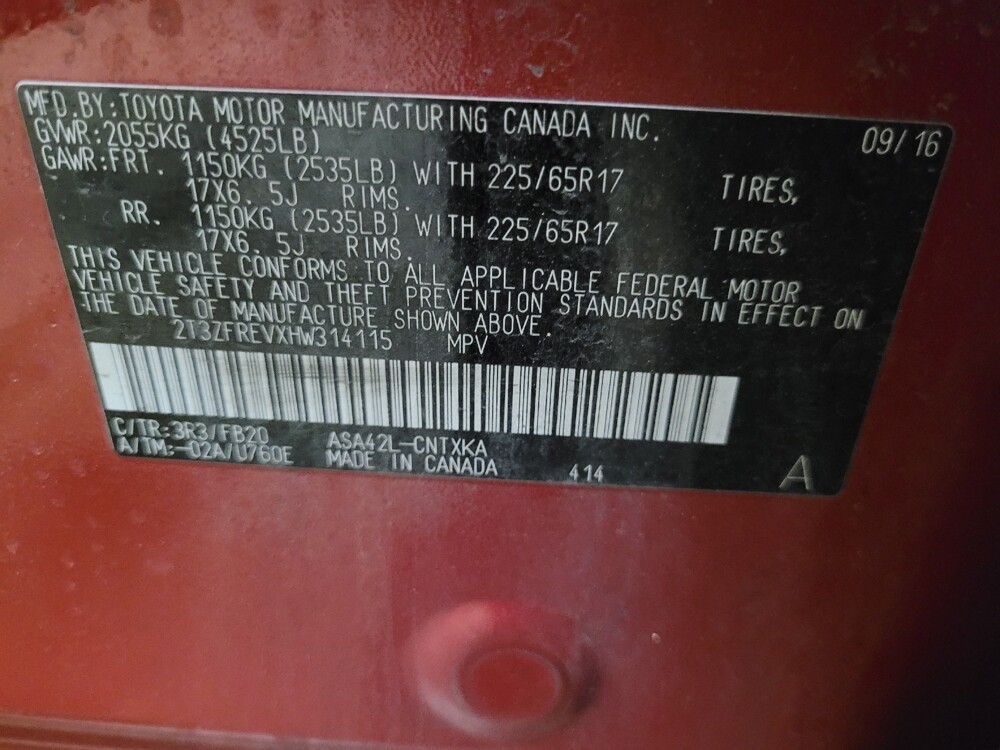 MFD.BY:TOYOTA MOTOR MANUFACTURING CANADA INC. 09/16
GVWR:2055KG (4525LB)
GAWR:FRT. 1150KG (2535LB) WITH 225/65R17 TIRES,
17X6.5J RIMS.
RR. 1150KG (2535LB) WITH 225/65R17 TIRES,
17X6.5J RIMS.
THIS VEHICLE CONFORMS TO ALL APPLICABLE FEDERAL MOTOR
VEHICLE SAFETY AND THEFT PREVENTION STANDARDS IN EFFECT ON
THE DATE OF MANUFACTURE SHOWN ABOVE.
2T3ZFREVXHW314115 MPV
C/TR:3R3/FB20 ASA42L-CNTXKA
A/TM:-02A/U760E MADE IN CANADA 414 A